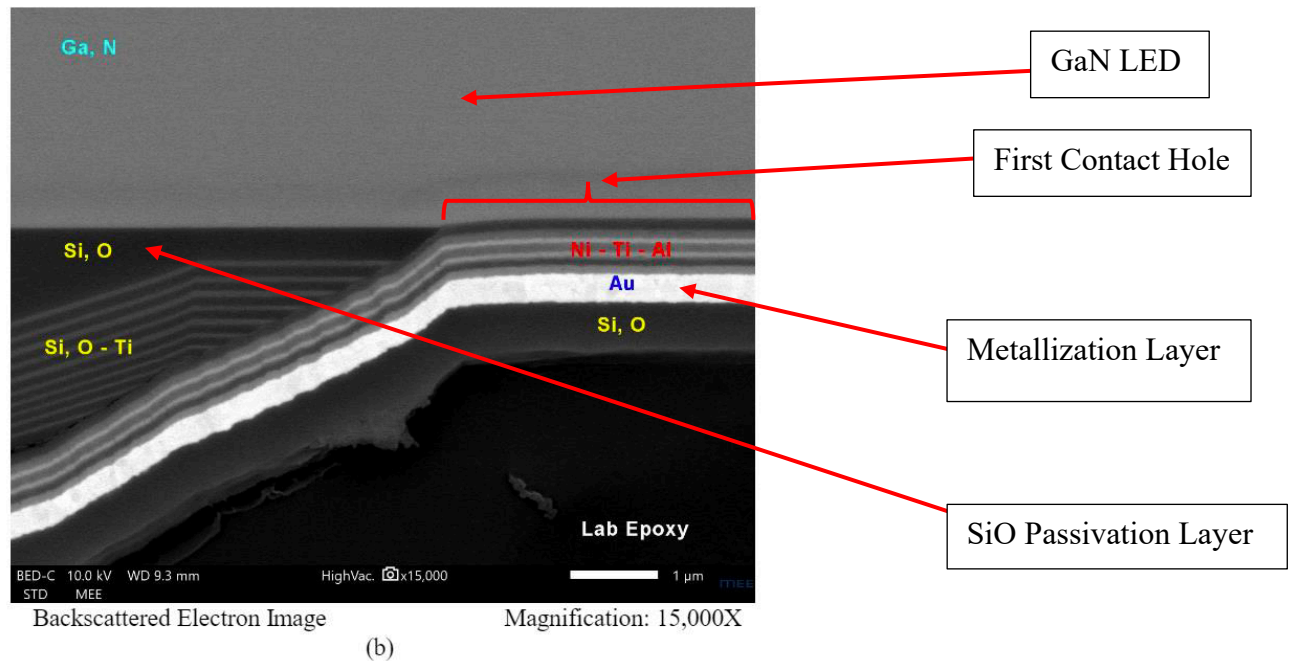 Ga, N
GaN LED
First Contact Hole
Si, O
Ni - Ti - Al
Au
Si, O
Si, O - Ti
Metallization Layer
SiO Passivation Layer
Lab Epoxy
BED-C 10.0 kV WD 9.3 mm HighVac. x15,000 1 µm
STD MEE
MEE
Backscattered Electron Image Magnification: 15,000X
(b)